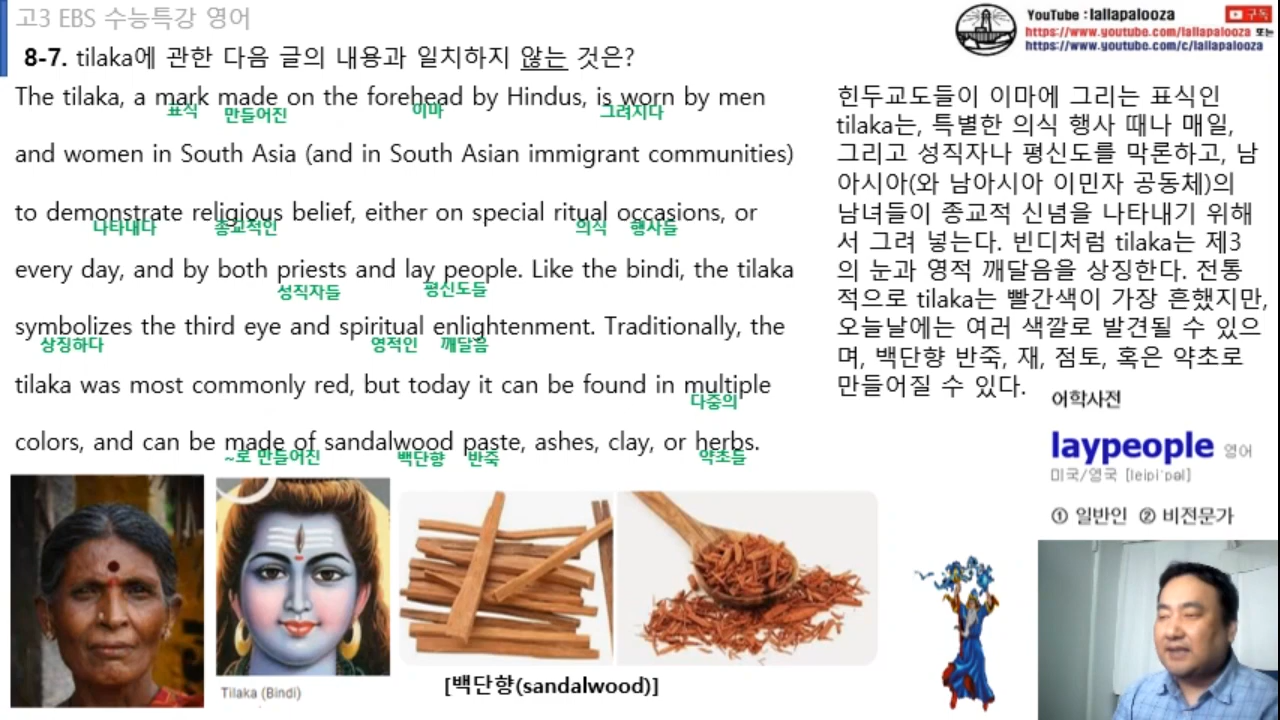 고3 EBS 수능특강 영어
YouTube : lallapalooza
구독
https://www.youtube.com/lallapalooza 또는
https://www.youtube.com/c/lallapalooza
8-7. tilaka에 관한 다음 글의 내용과 일치하지 않는 것은?
The tilaka, a mark made on the forehead by Hindus, is worn by men
표식 만들어진 이마 그려지다
and women in South Asia (and in South Asian immigrant communities)
to demonstrate religious belief, either on special ritual occasions, or
나타내다 종교적인 의식 행사들
every day, and by both priests and lay people. Like the bindi, the tilaka
성직자들 평신도들
symbolizes the third eye and spiritual enlightenment. Traditionally, the
상징하다 영적인 깨달음
tilaka was most commonly red, but today it can be found in multiple
다중의
colors, and can be made of sandalwood paste, ashes, clay, or herbs.
~로 만들어진 백단향 반죽 약초들
힌두교도들이 이마에 그리는 표식인
tilaka는, 특별한 의식 행사 때나 매일,
그리고 성직자나 평신도를 막론하고, 남
아시아(와 남아시아 이민자 공동체)의
남녀들이 종교적 신념을 나타내기 위해
서 그려 넣는다. 빈디처럼 tilaka는 제3
의 눈과 영적 깨달음을 상징한다. 전통
적으로 tilaka는 빨간색이 가장 흔했지만,
오늘날에는 여러 색깔로 발견될 수 있으
며, 백단향 반죽, 재, 점토, 혹은 약초로
만들어질 수 있다.
어학사전
laypeople 영어
미국/영국 [leipi´pəl]
① 일반인 ② 비전문가
Tilaka (Bindi)
[백단향(sandalwood)]